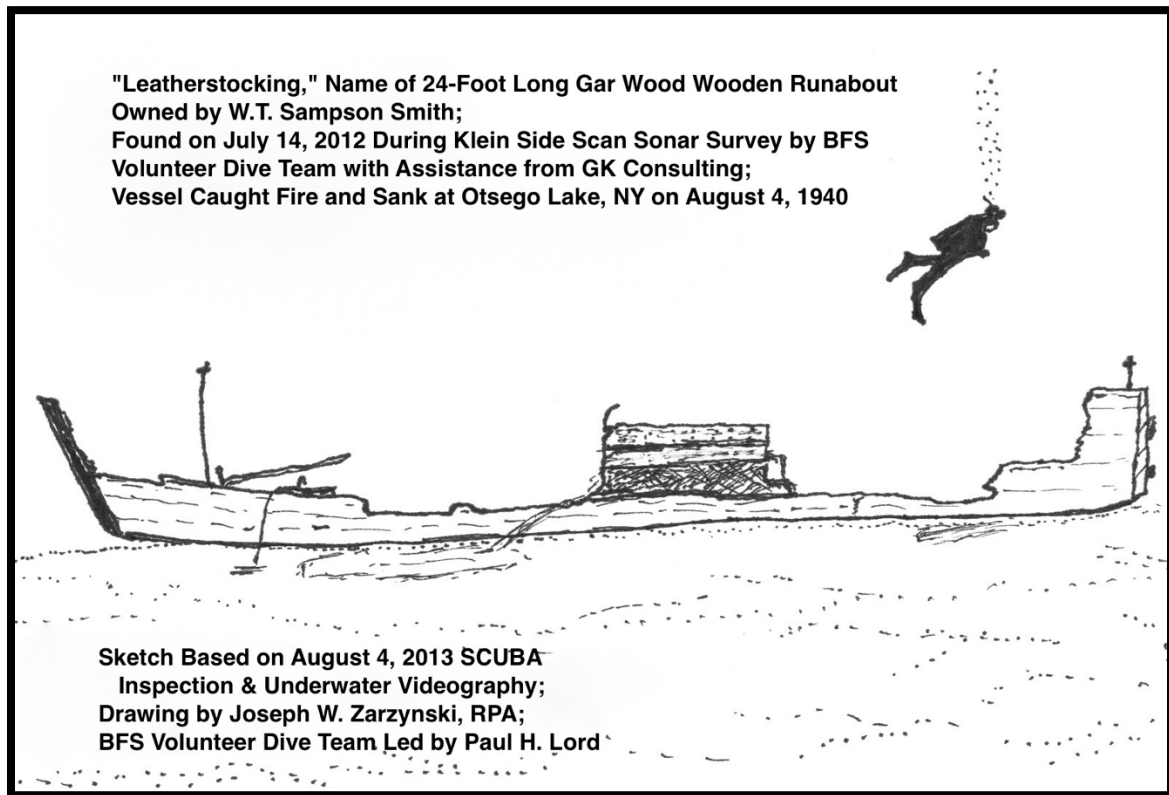 "Leatherstocking," Name of 24-Foot Long Gar Wood Wooden Runabout
Owned by W.T. Sampson Smith;
Found on July 14, 2012 During Klein Side Scan Sonar Survey by BFS
Volunteer Dive Team with Assistance from GK Consulting;
Vessel Caught Fire and Sank at Otsego Lake, NY on August 4, 1940
Sketch Based on August 4, 2013 SCUBA
Inspection & Underwater Videography;
Drawing by Joseph W. Zarzynski, RPA;
BFS Volunteer Dive Team Led by Paul H. Lord